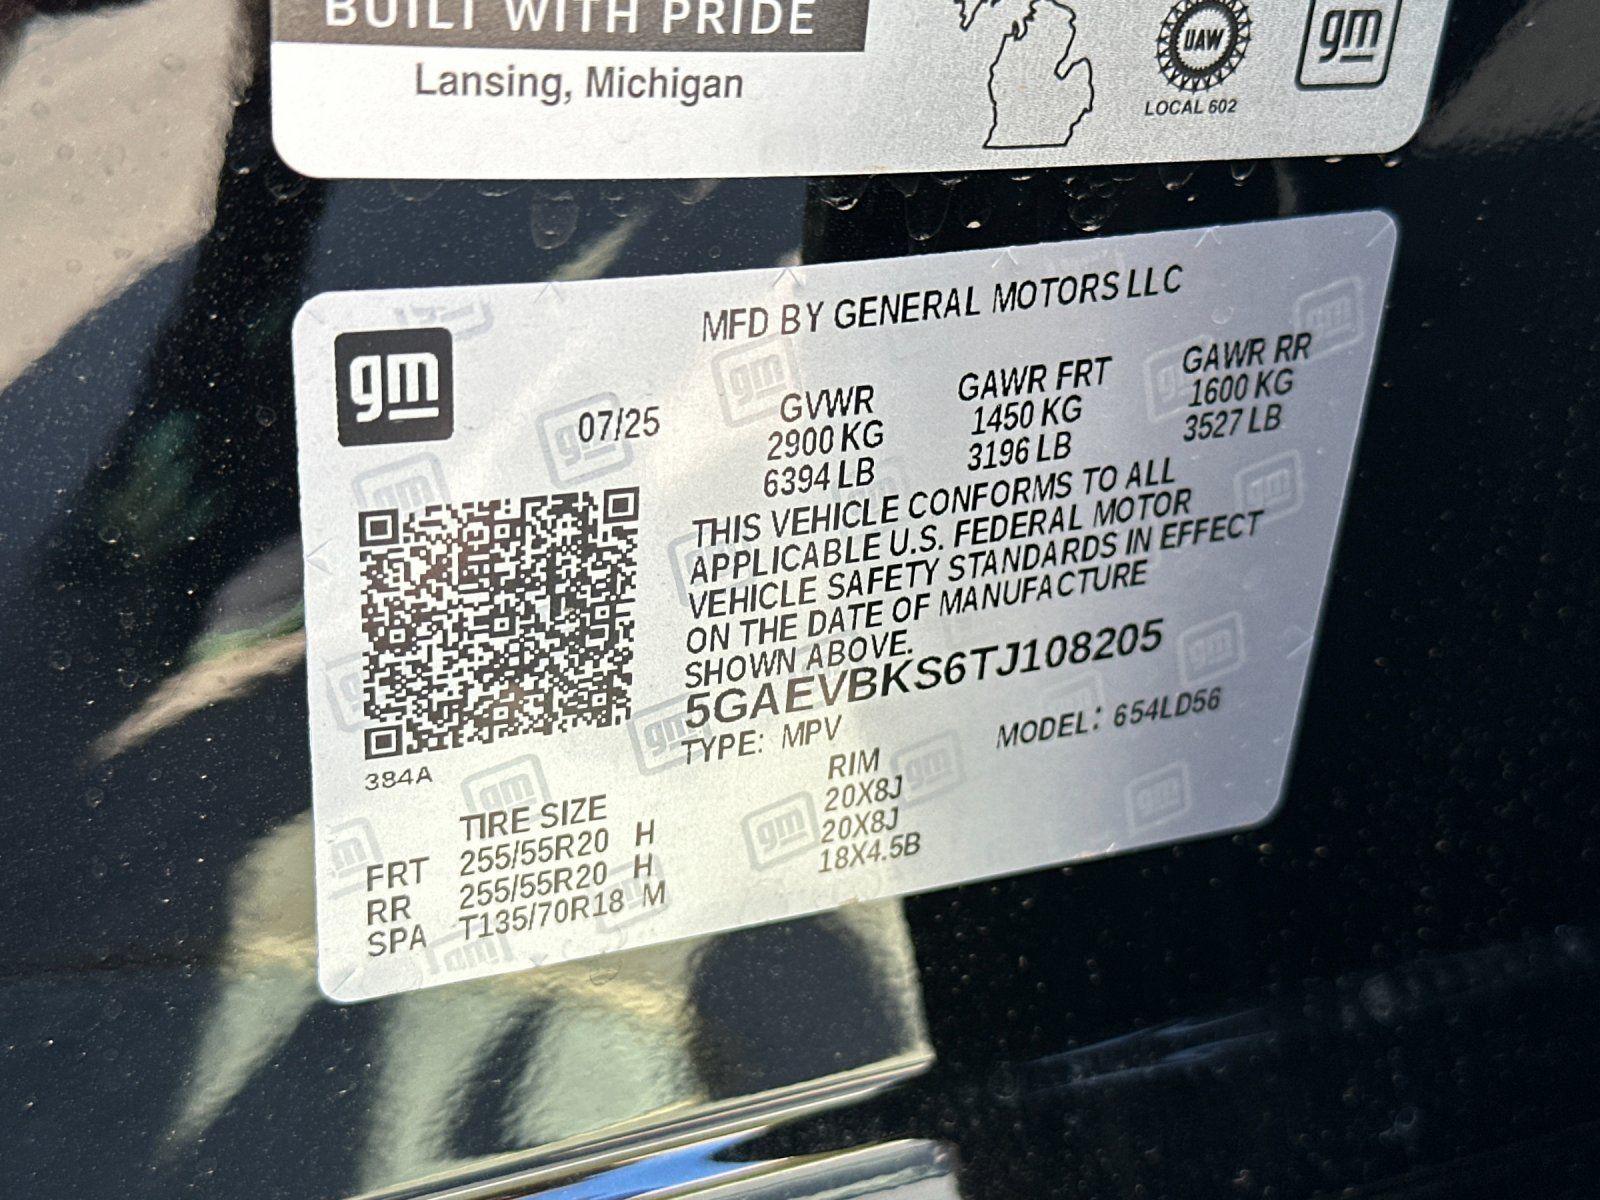 BUILT WITH PRIDE
Lansing, Michigan
UAW
LOCAL 602
gm
MFD BY GENERAL MOTORS LLC
gm
07/25
GVWR
2900 KG
6394 LB
GAWR FRT
1450 KG
3196 LB
GAWR RR
1600 KG
3527 LB
THIS VEHICLE CONFORMS TO ALL
APPLICABLE U.S. FEDERAL MOTOR
VEHICLE SAFETY STANDARDS IN EFFECT
ON THE DATE OF MANUFACTURE
SHOWN ABOVE.
5GAEVBKS6TJ108205
TYPE: MPV MODEL: 654LD56
384A
TIRE SIZE RIM
FRT 255/55R20 H 20X8J
RR 255/55R20 H 20X8J
SPA T135/70R18 M 18X4.5B